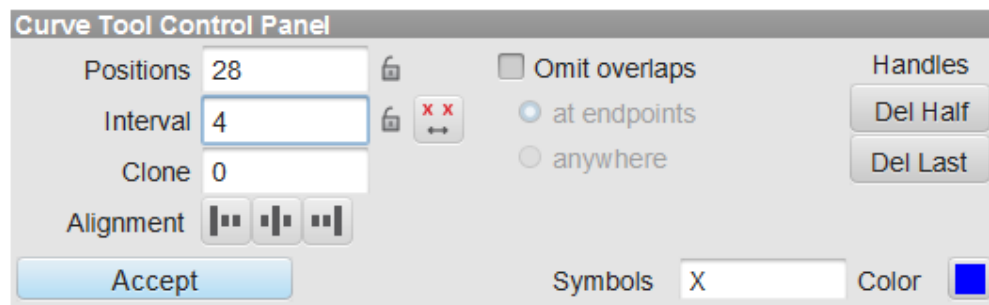 Curve Tool Control Panel
Positions 28
Omit overlaps
Handles
Interval 4
x x
at endpoints
Del Half
Clone 0
anywhere
Del Last
Alignment
Accept
Symbols X
Color